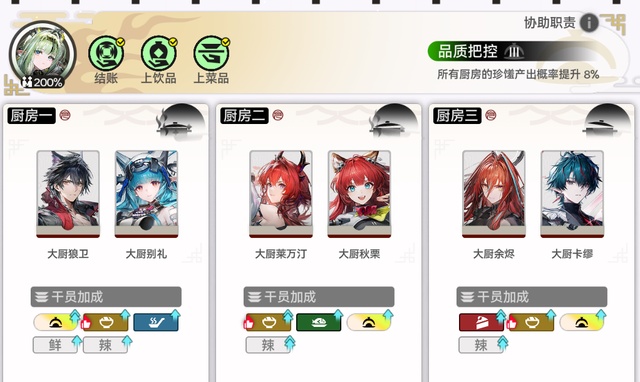 协助职责
品质把控 III
所有厨房的珍馐产出概率提升 8%
200%
结账 上饮品 上菜品
厨房一 厨房二 厨房三
大厨狼卫 大厨别礼 大厨莱万汀 大厨秋栗 大厨余烬 大厨卡缪
干员加成 干员加成 干员加成
鲜 辣 辣 辣